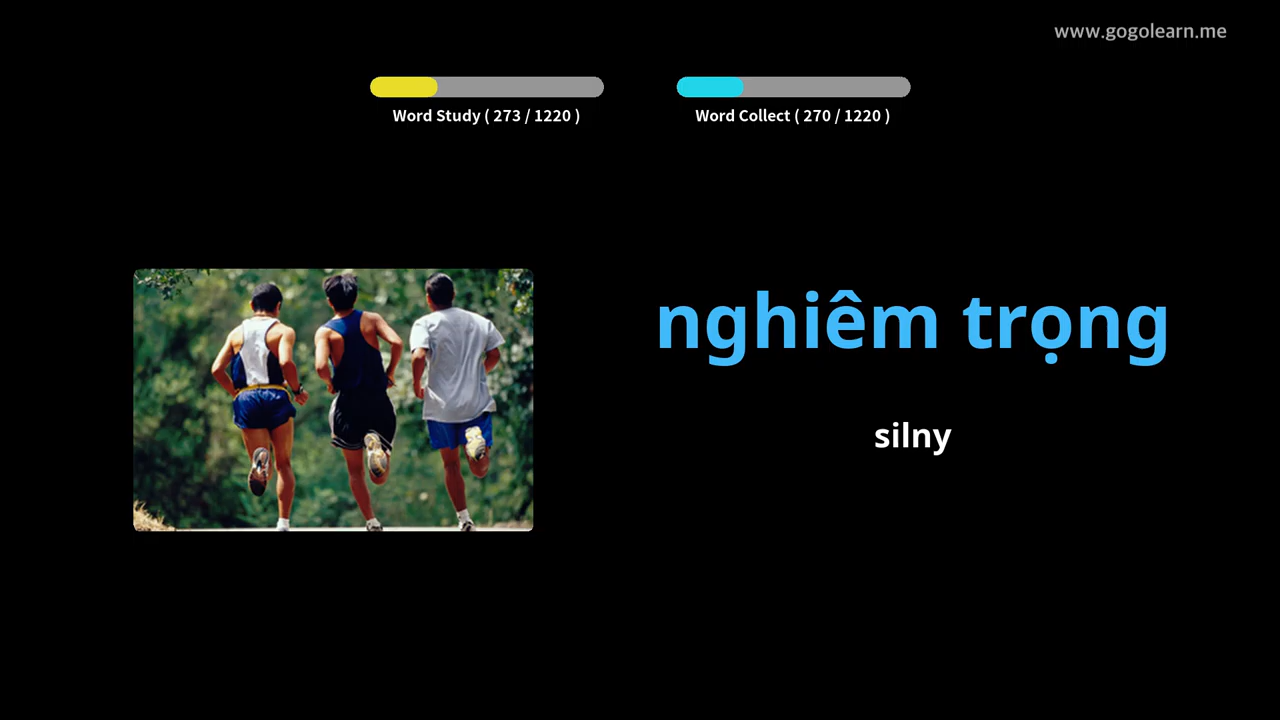 www.gogolearn.me
Word Study ( 273 / 1220 )
Word Collect ( 270 / 1220 )
nghiêm trọng
silny